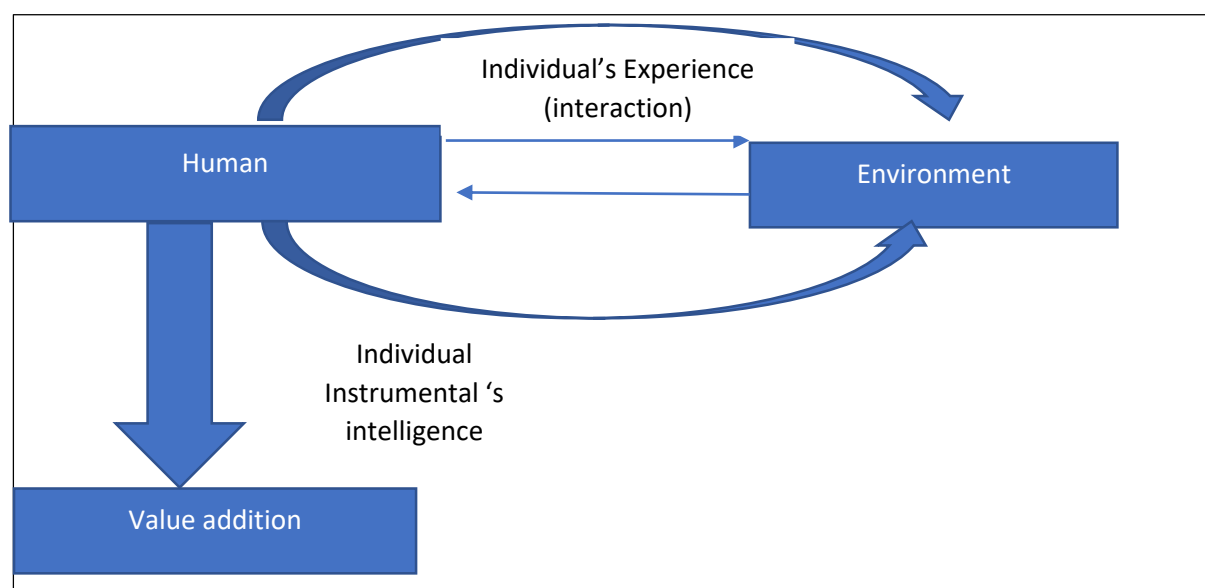 Individual’s Experience
(interaction)
Human
Environment
Individual
Instrumental ‘s
intelligence
Value addition